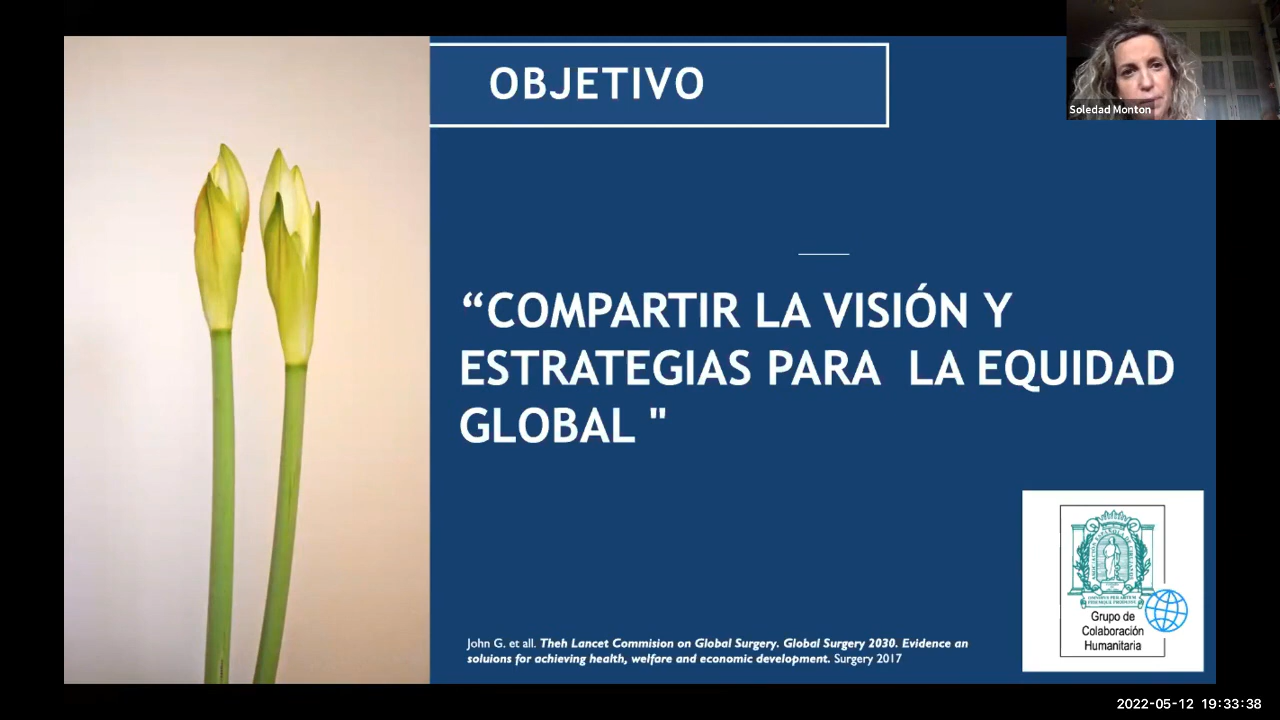 OBJETIVO
Soledad Monton
“COMPARTIR LA VISIÓN Y
ESTRATEGIAS PARA  LA EQUIDAD
GLOBAL "
John G. et all. Theh Lancet Commision on Global Surgery. Global Surgery 2030. Evidence an
soluions for achieving health, welfare and economic development. Surgery 2017
Grupo de
Colaboración
Humanitaria
2022-05-12 19:33:38